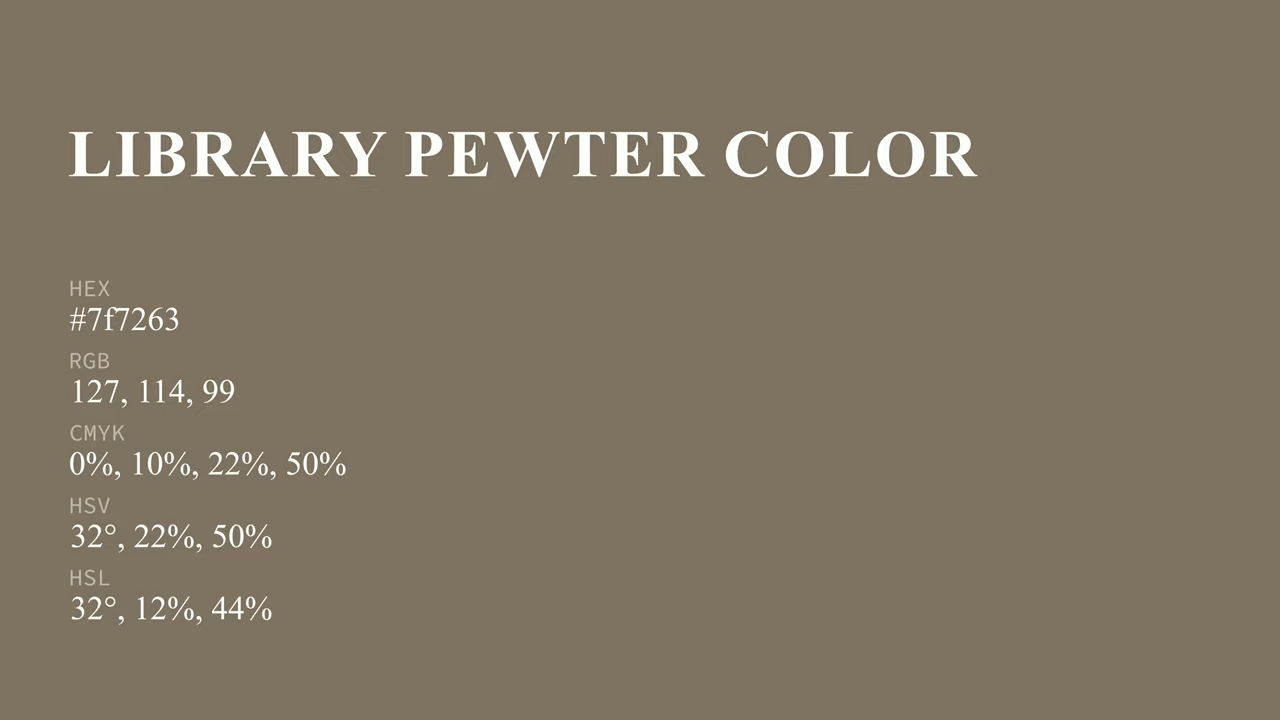 LIBRARY PEWTER COLOR
HEX
#7f7263
RGB
127, 114, 99
CMYK
0%, 10%, 22%, 50%
HSV
32°, 22%, 50%
HSL
32°, 12%, 44%